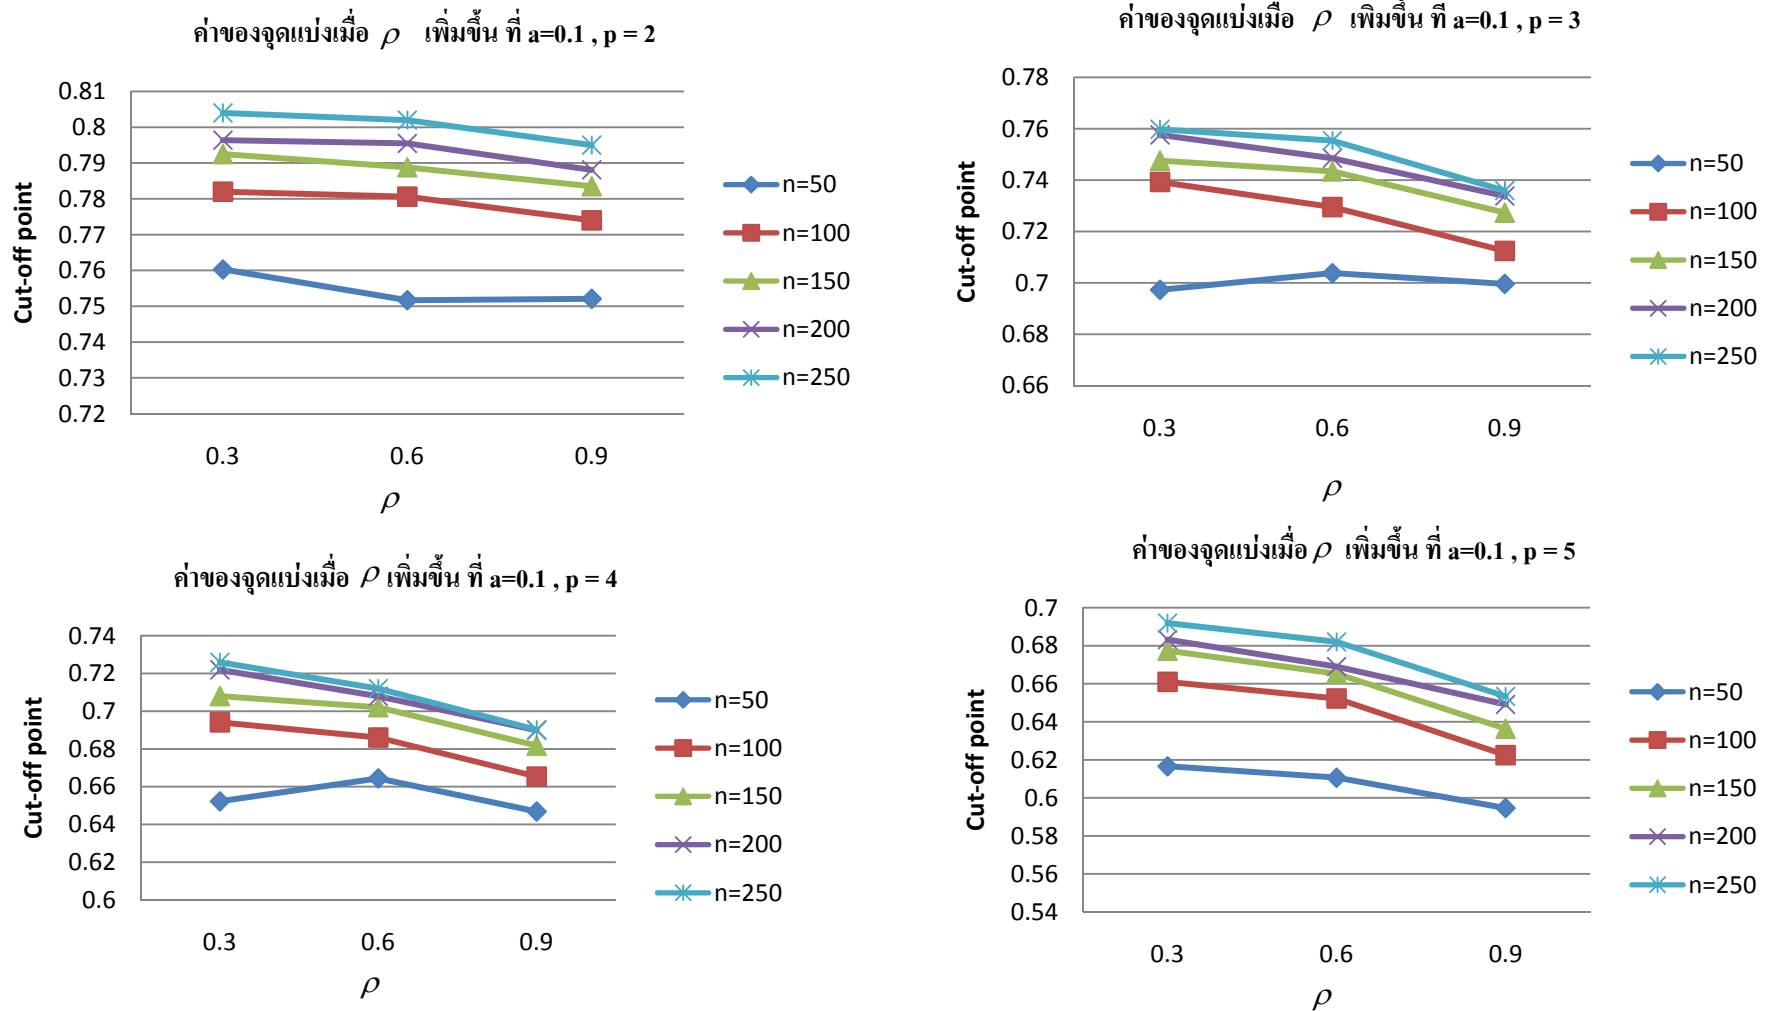 ค่าของจุดแบ่งเมื่อ ρ เพิ่มขึ้น ที่ a=0.1 , p = 2
0.81
0.8
0.79
0.78
0.77
0.76
0.75
0.74
0.73
0.72
Cut-off point
0.3 0.6 0.9
ρ
n=50
n=100
n=150
n=200
n=250
ค่าของจุดแบ่งเมื่อ ρ เพิ่มขึ้น ที่ a=0.1 , p = 3
0.78
0.76
0.74
0.72
0.7
0.68
0.66
Cut-off point
0.3 0.6 0.9
ρ
n=50
n=100
n=150
n=200
n=250
ค่าของจุดแบ่งเมื่อ ρ เพิ่มขึ้น ที่ a=0.1 , p = 4
0.74
0.72
0.7
0.68
0.66
0.64
0.62
0.6
Cut-off point
0.3 0.6 0.9
ρ
n=50
n=100
n=150
n=200
n=250
ค่าของจุดแบ่งเมื่อ ρ เพิ่มขึ้น ที่ a=0.1 , p = 5
0.7
0.68
0.66
0.64
0.62
0.6
0.58
0.56
0.54
Cut-off point
0.3 0.6 0.9
ρ
n=50
n=100
n=150
n=200
n=250